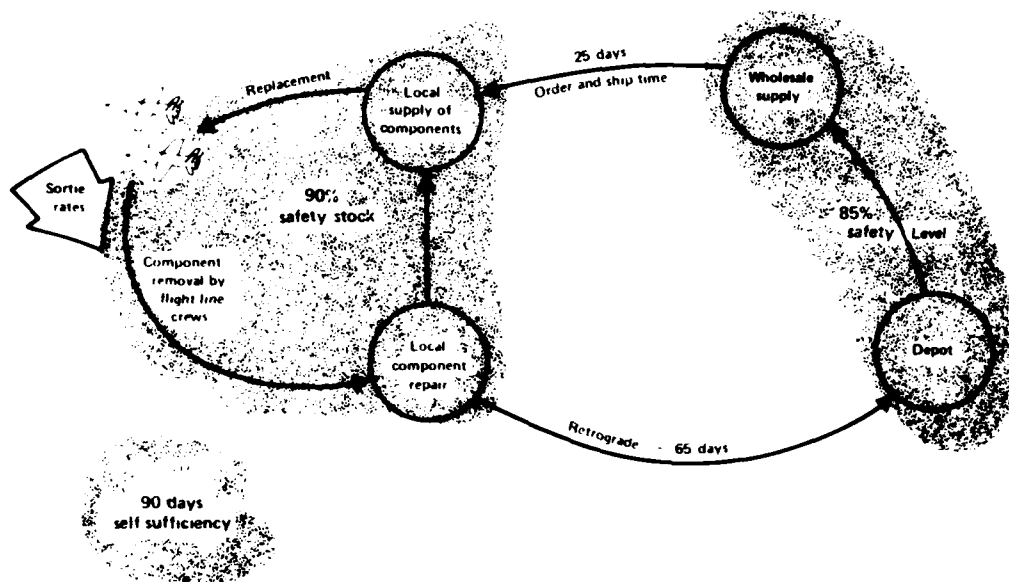 Replacement
Local
supply of
components
25 days
Order and ship time
Wholesale
supply
Sortie
rates
90%
safety stock
85%
safety Level
Component
removal by
flight line
crews
Local
component
repair
Depot
Retrograde - 65 days
90 days
self sufficiency